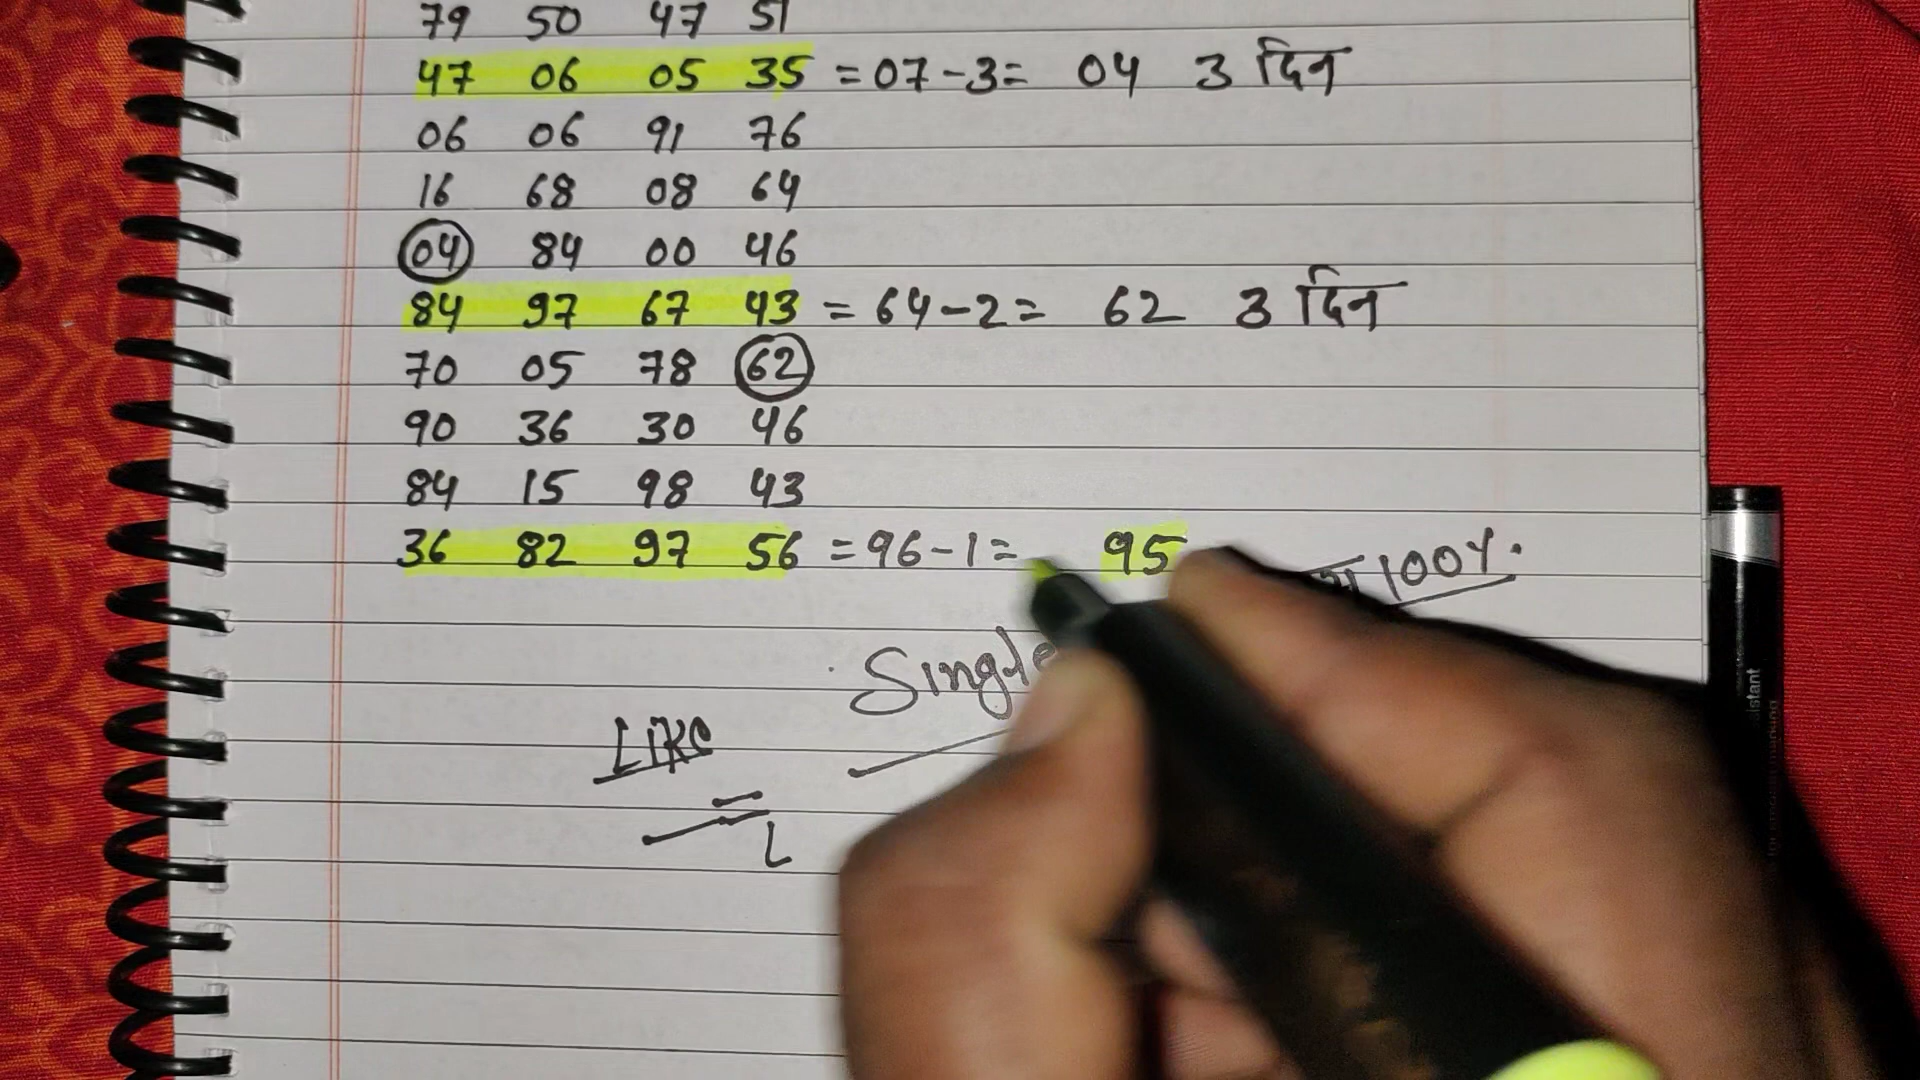 79 50 47 51
47 06 05 35 = 07 - 3 = 04 3 दिन
06 06 91 76
16 68 08 64
04 84 00 46
84 97 67 43 = 64 - 2 = 62 3 दिन
70 05 78 62
90 36 30 46
84 15 98 43
36 82 97 56 = 96 - 1 = 95
100%.
Single
Like
L